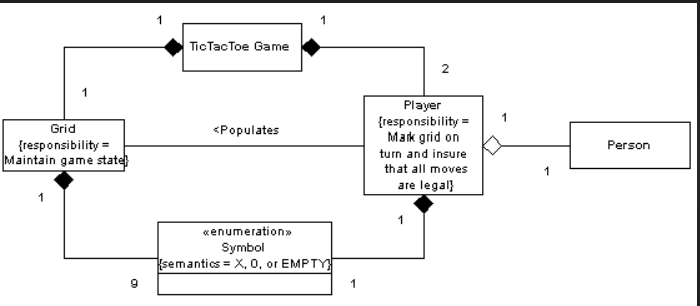 1
1
TicTacToe Game
1
2
Grid
{responsibility =
Maintain game state}
<Populates
Player
{responsibility =
Mark grid on
turn and insure
that all moves
are legal}
1
Person
1
1
1
«enumeration»
Symbol
{semantics = X, O, or EMPTY}
9
1